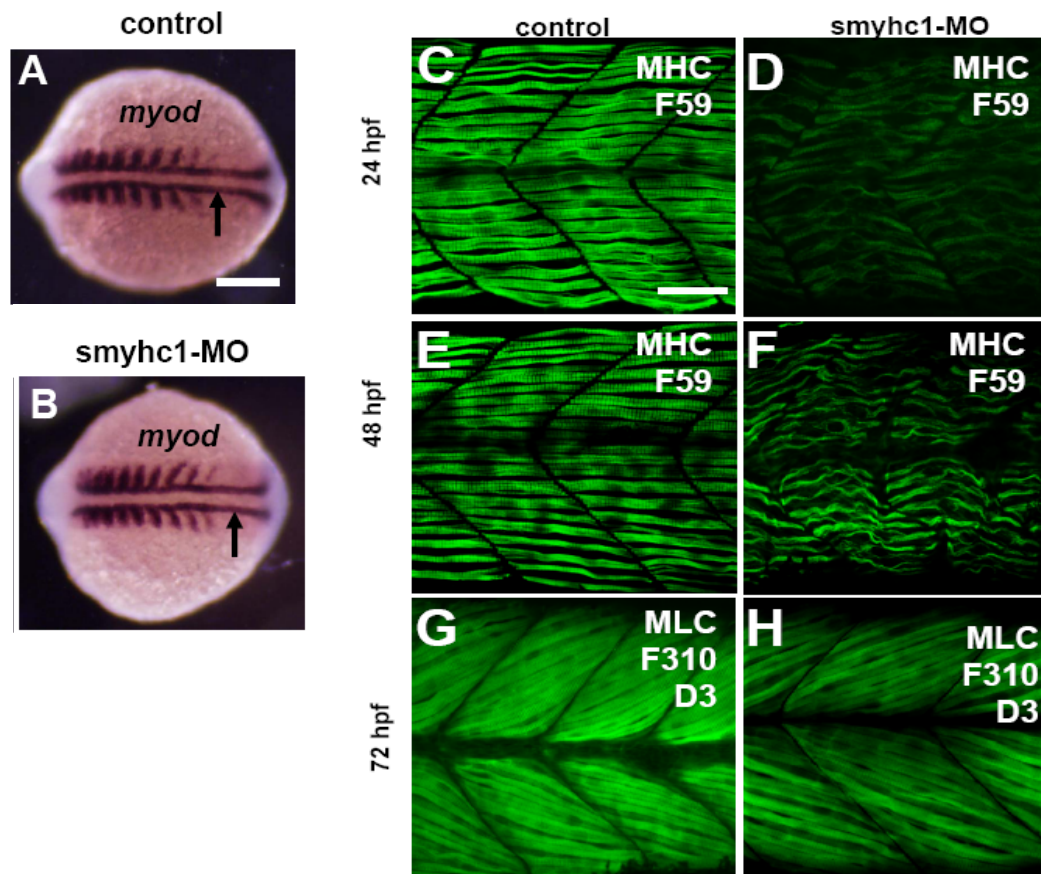 control
A
myod
smyhc1-MO
B
myod
control
smyhc1-MO
24 hpf
C
MHC
F59
D
MHC
F59
48 hpf
E
MHC
F59
F
MHC
F59
72 hpf
G
MLC
F310
D3
H
MLC
F310
D3